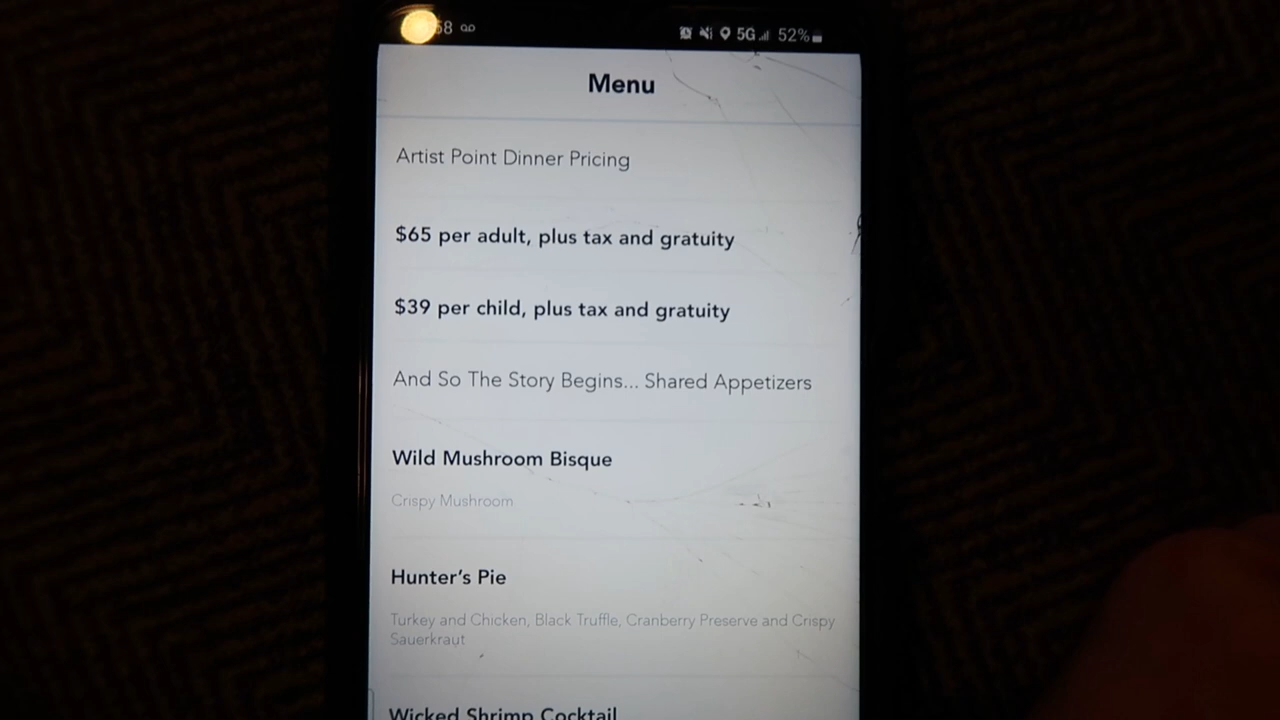 58
5G 52%
Menu
Artist Point Dinner Pricing
$65 per adult, plus tax and gratuity
$39 per child, plus tax and gratuity
And So The Story Begins... Shared Appetizers
Wild Mushroom Bisque
Crispy Mushroom
Hunter's Pie
Turkey and Chicken, Black Truffle, Cranberry Preserve and Crispy
Sauerkraut
Wicked Shrimp Cocktail